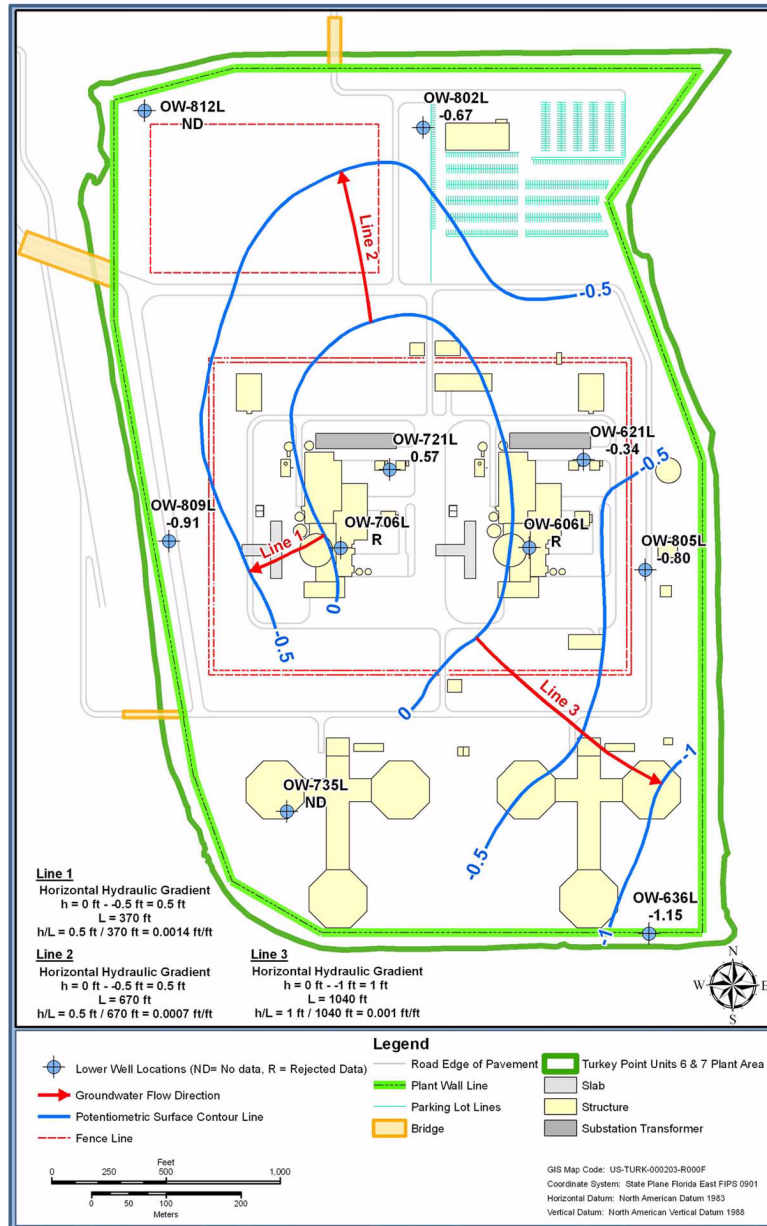 OW-812L
ND
OW-802L
-0.67
Line 2
-0.5
OW-721L
0.57
OW-621L
-0.34
-0.5
OW-809L
-0.91
OW-706L
R
OW-606L
R
OW-805L
-0.80
Line 1
0
-0.5
0
Line 3
-1
OW-735L
ND
-0.5
OW-636L
-1.15
-1
Line 1
Horizontal Hydraulic Gradient
h = 0 ft - -0.5 ft = 0.5 ft
L = 370 ft
h/L = 0.5 ft / 370 ft = 0.0014 ft/ft
Line 2
Horizontal Hydraulic Gradient
h = 0 ft - -0.5 ft = 0.5 ft
L = 670 ft
h/L = 0.5 ft / 670 ft = 0.0007 ft/ft
Line 3
Horizontal Hydraulic Gradient
h = 0 ft - -1 ft = 1 ft
L = 1040 ft
h/L = 1 ft / 1040 ft = 0.001 ft/ft
N
W E
S
Legend
Lower Well Locations (ND= No data, R = Rejected Data)
Groundwater Flow Direction
Potentiometric Surface Contour Line
Fence Line
Road Edge of Pavement
Plant Wall Line
Parking Lot Lines
Bridge
Turkey Point Units 6 & 7 Plant Area
Slab
Structure
Substation Transformer
Feet
0 250 500 1,000
0 50 100 200
Meters
GIS Map Code: US-TURK-000203-R000F
Coordinate System: State Plane Florida East FIPS 0901
Horizontal Datum: North American Datum 1983
Vertical Datum: North American Vertical Datum 1988